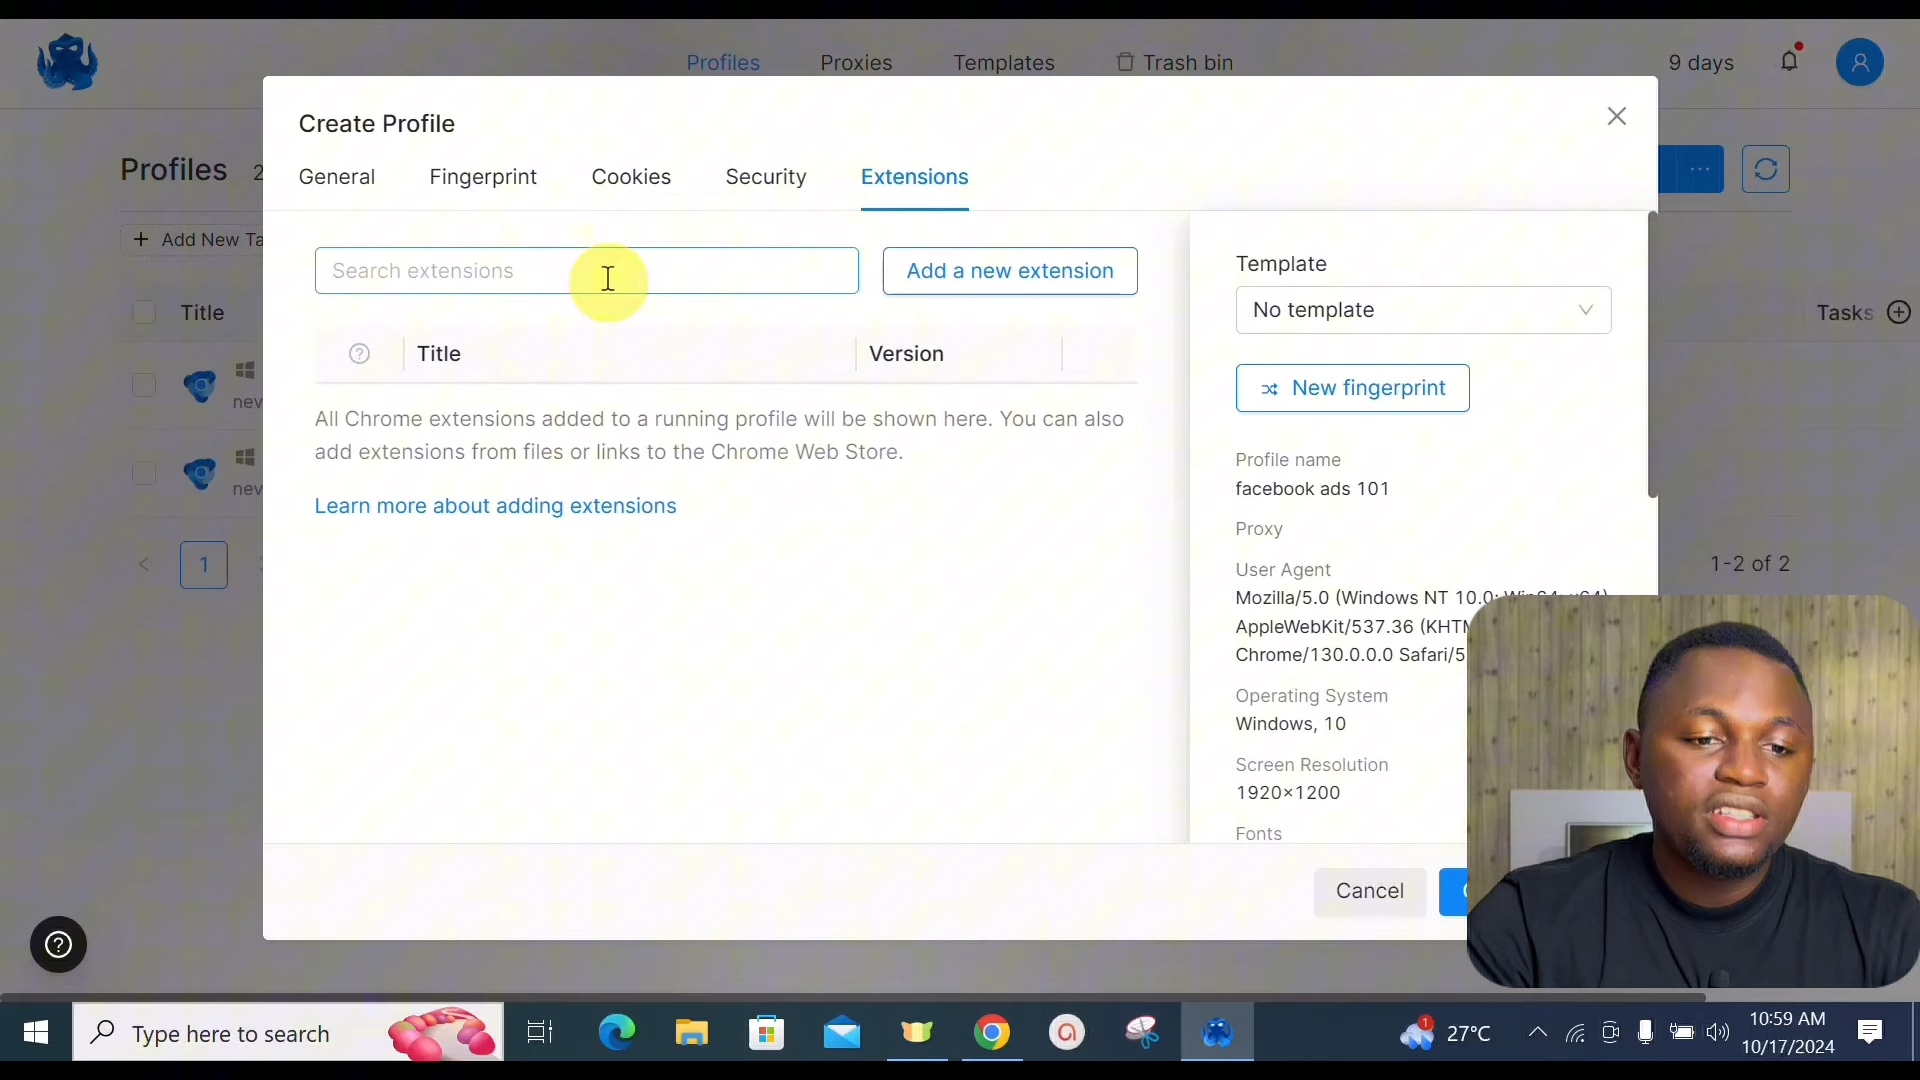 Profiles
Proxies
Templates
Trash bin
9 days
Create Profile
General
Fingerprint
Cookies
Security
Extensions
Profiles 2
Add New Ta
Search extensions
Add a new extension
Template
No template
Title
Title
Version
Tasks
New fingerprint
All Chrome extensions added to a running profile will be shown here. You can also
add extensions from files or links to the Chrome Web Store.
Learn more about adding extensions
nev
nev
Profile name
facebook ads 101
Proxy
User Agent
Mozilla/5.0 (Windows NT 10.0; Win64; x64)
AppleWebKit/537.36 (KHTM
Chrome/130.0.0.0 Safari/5
Operating System
Windows, 10
Screen Resolution
1920×1200
Fonts
1
1-2 of 2
Cancel
Type here to search
1
27°C
10:59 AM
10/17/2024